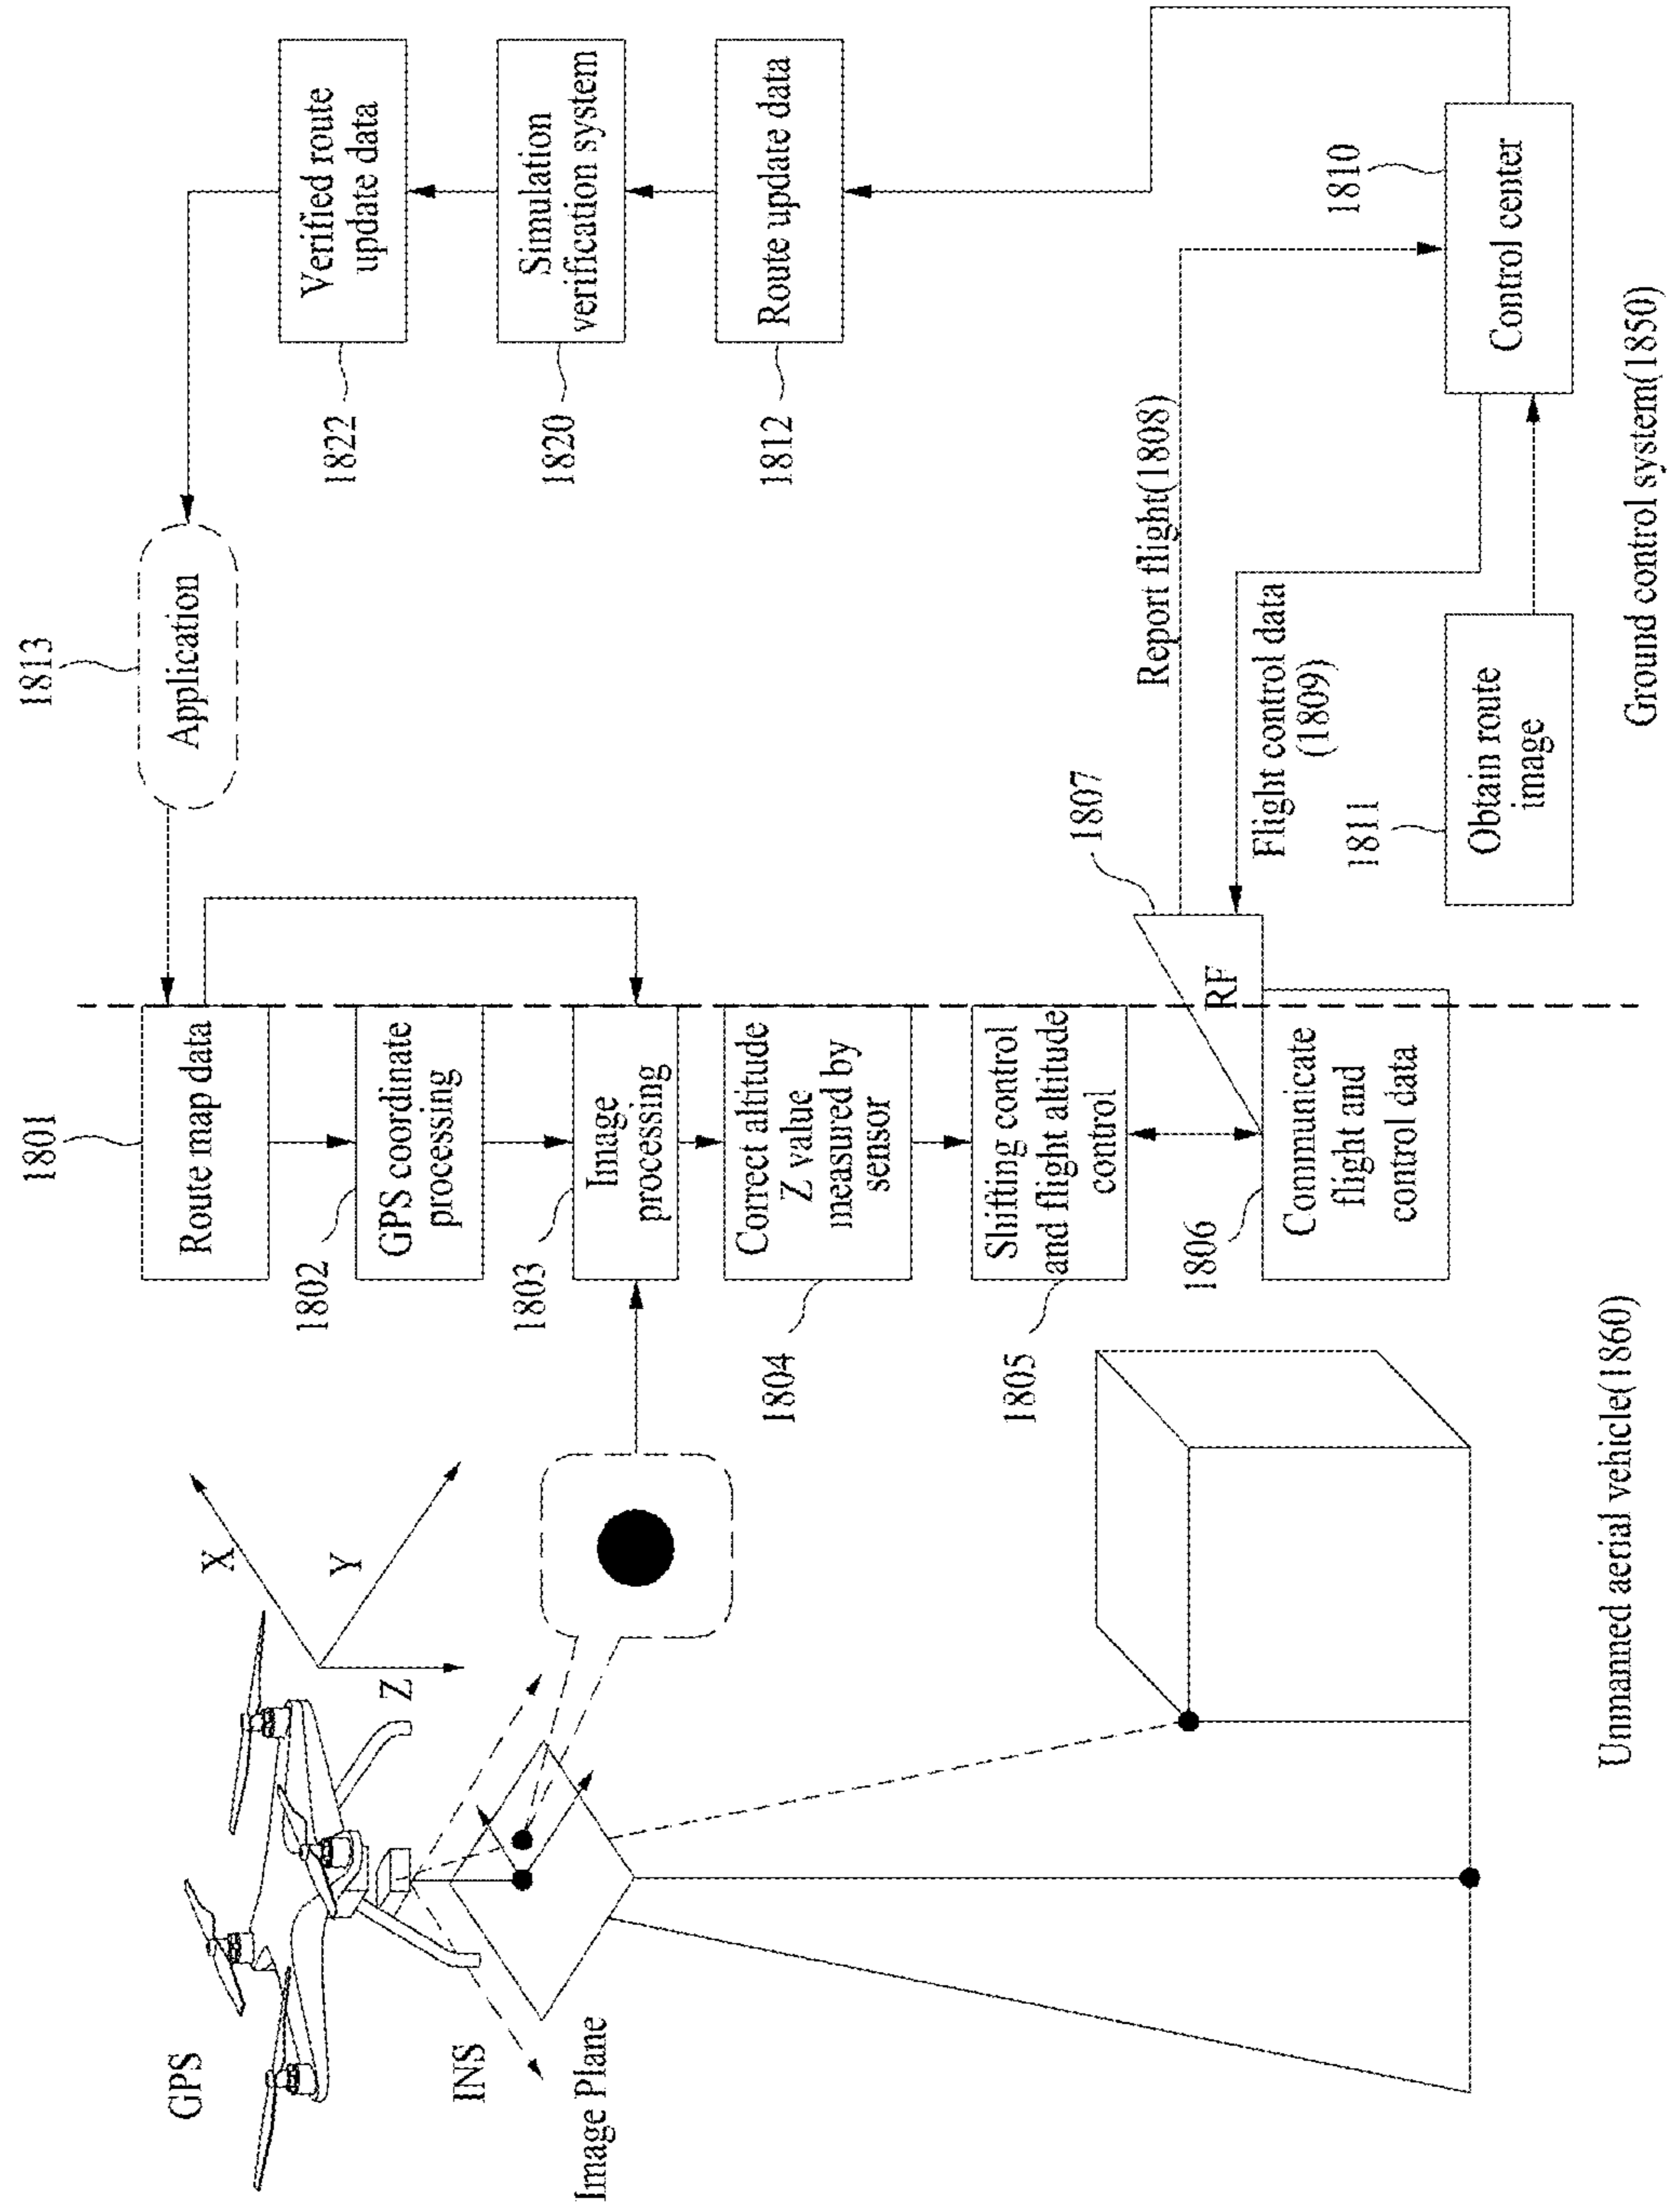 GPS
INS
Image Plane
X
Y
Z
Unmanned aerial vehicle(1860)
1801
Route map data
1802
GPS coordinate
processing
1803
Image
processing
1804
Correct altitude
Z value
measured by
sensor
1805
Shifting control
and flight altitude
control
1806
Communicate
flight and
control data
RF
1807
Report flight(1808)
Flight control data
(1809)
1811
Obtain route
image
1810
Control center
1812
Route update data
1820
Simulation
verification system
1822
Verified route
update data
1813
Application
Ground control system(1850)